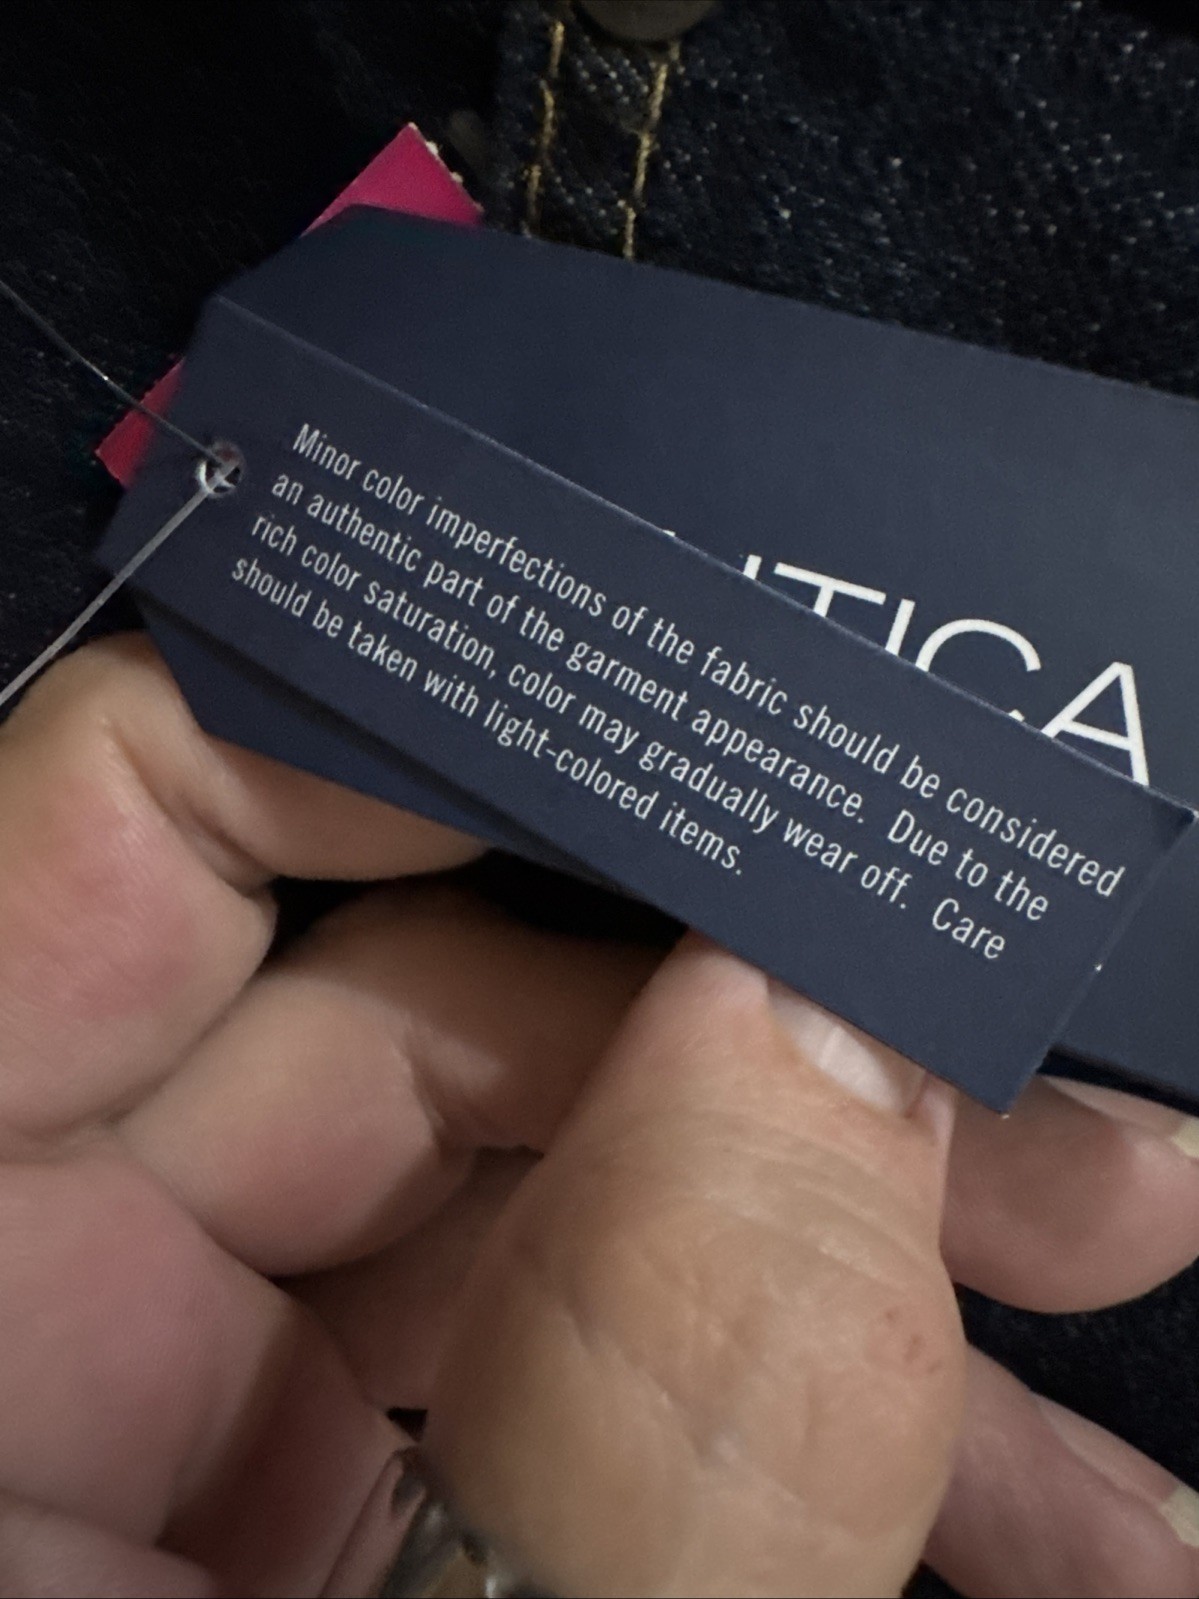 UTICA
Minor color imperfections of the fabric should be considered
an authentic part of the garment appearance.  Due to the
rich color saturation, color may gradually wear off.  Care
should be taken with light-colored items.